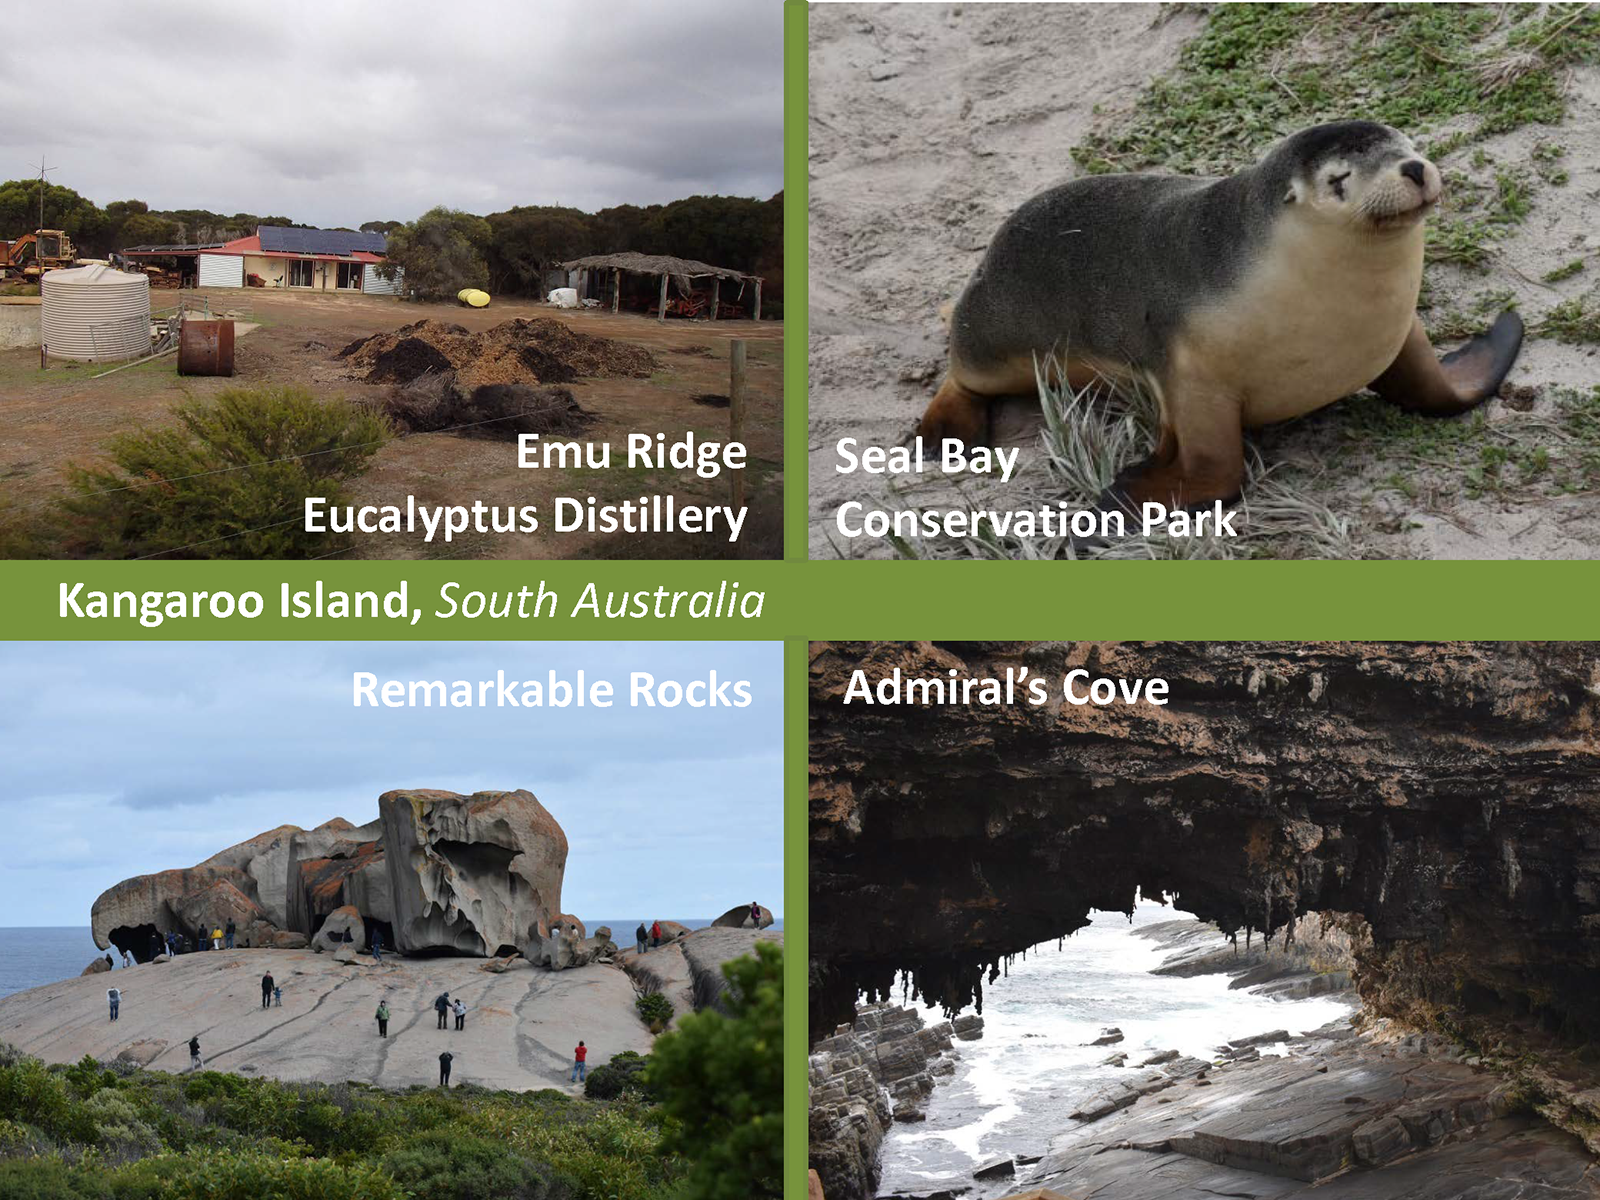 Emu Ridge
Eucalyptus Distillery
Seal Bay
Conservation Park
Kangaroo Island, South Australia
Remarkable Rocks
Admiral’s Cove